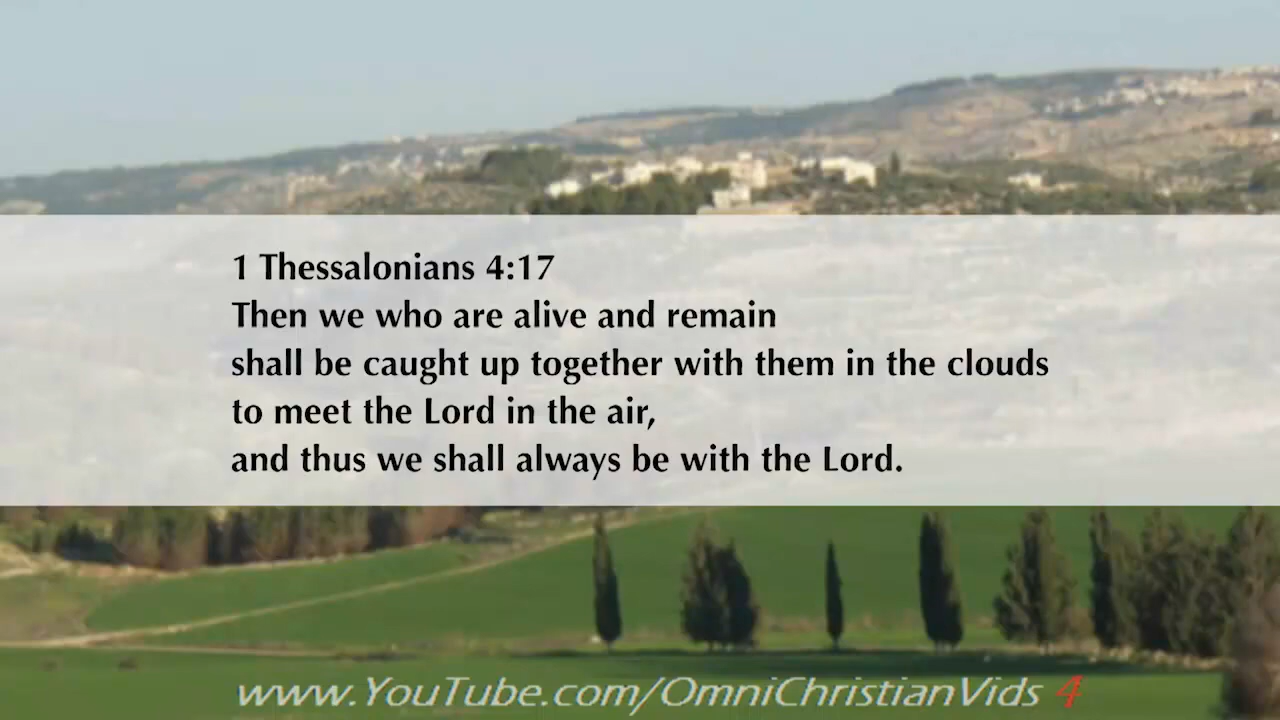 1 Thessalonians 4:17
Then we who are alive and remain
shall be caught up together with them in the clouds
to meet the Lord in the air,
and thus we shall always be with the Lord.
www.YouTube.com/OmniChristianVids 4